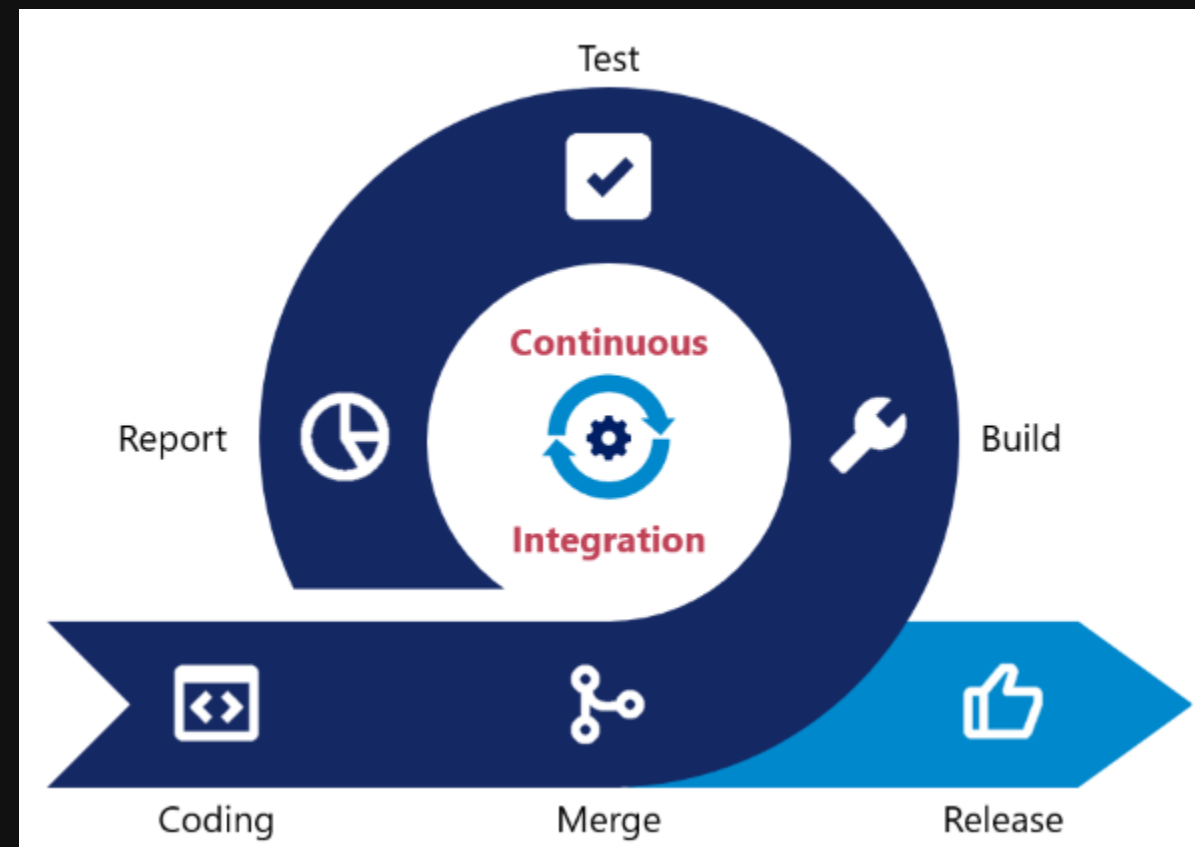 Test
Continuous
Report
Build
Integration
Coding
Merge
Release